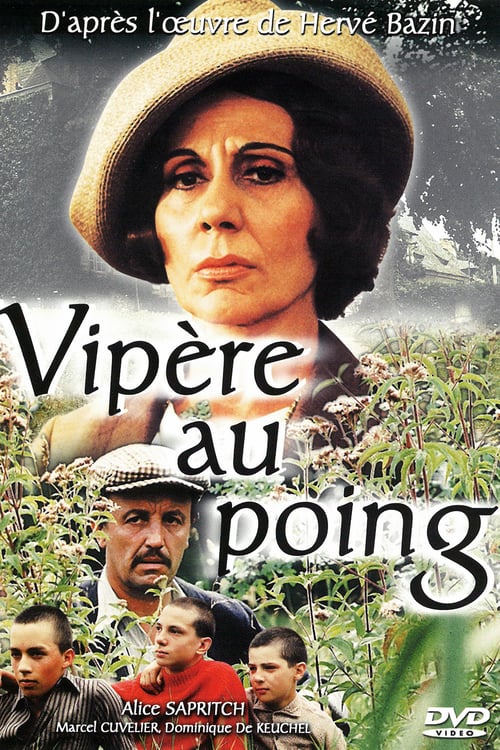 D'après l'œuvre de Hervé Bazin
Vipère
au
poing
Alice SAPRITCH
Marcel CUVELIER, Dominique De KEUCHEL
DVD
VIDEO